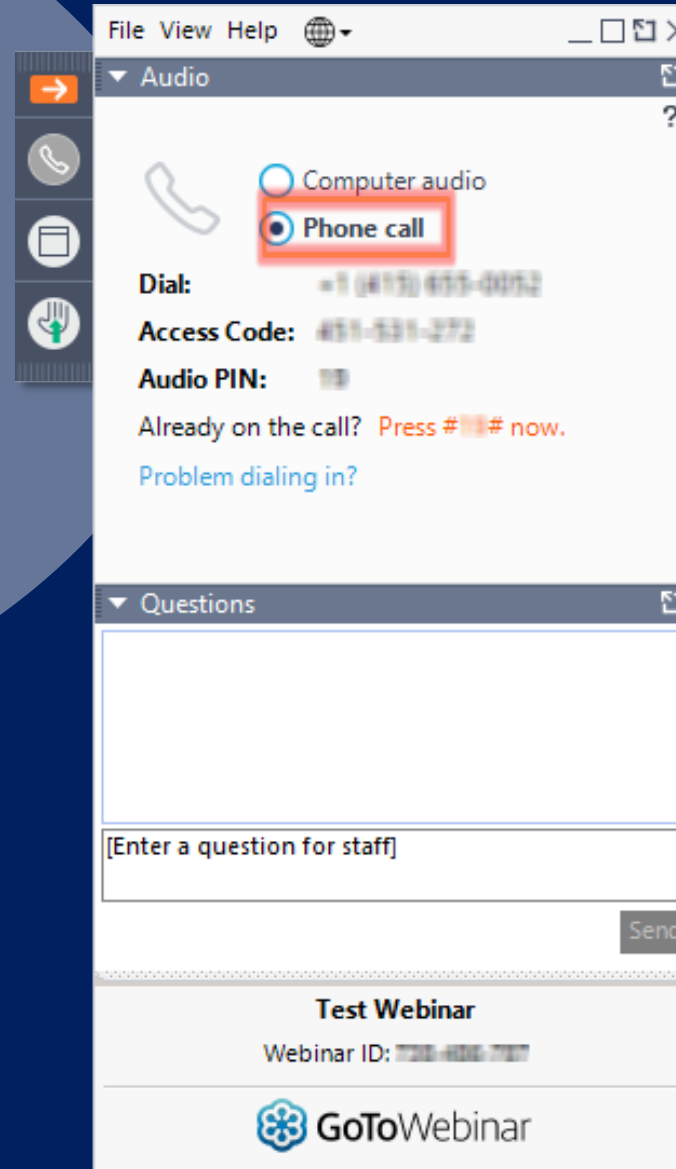 File View Help
Audio
?
Computer audio
Phone call
Dial:
Access Code:
Audio PIN:
Already on the call? Press # # now.
Problem dialing in?
Questions
[Enter a question for staff]
Send
Test Webinar
Webinar ID:
GoToWebinar